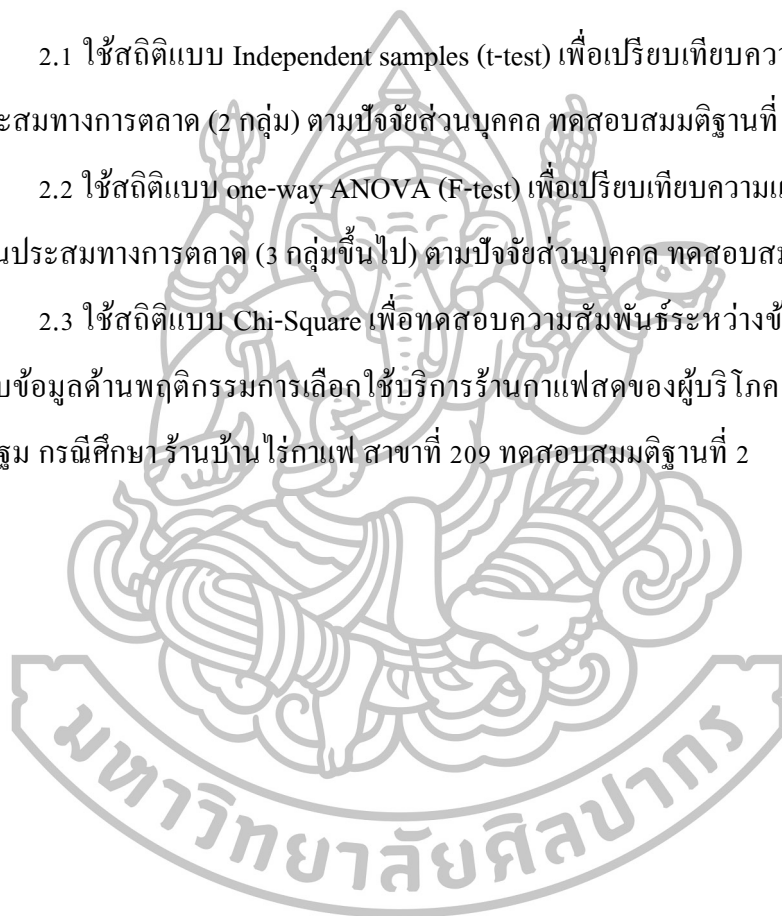 2.1 ใช้สถิติแบบ Independent samples (t-test) เพื่อเปรียบเทียบควา
ะสมทางการตลาด (2 กลุ่ม) ตามปัจจัยส่วนบุคคล ทดสอบสมมติฐานที่
2.2 ใช้สถิติแบบ one-way ANOVA (F-test) เพื่อเปรียบเทียบความแ
นประสมทางการตลาด (3 กลุ่มขึ้นไป) ตามปัจจัยส่วนบุคคล ทดสอบสม
2.3 ใช้สถิติแบบ Chi-Square เพื่อทดสอบความสัมพันธ์ระหว่างข้
บข้อมูลด้านพฤติกรรมการเลือกใช้บริการร้านกาแฟสดของผู้บริโภค
ฐม กรณีศึกษา ร้านบ้านไร่กาแฟ สาขาที่ 209 ทดสอบสมมติฐานที่ 2
มหาวิทยาลัยศิลปากร